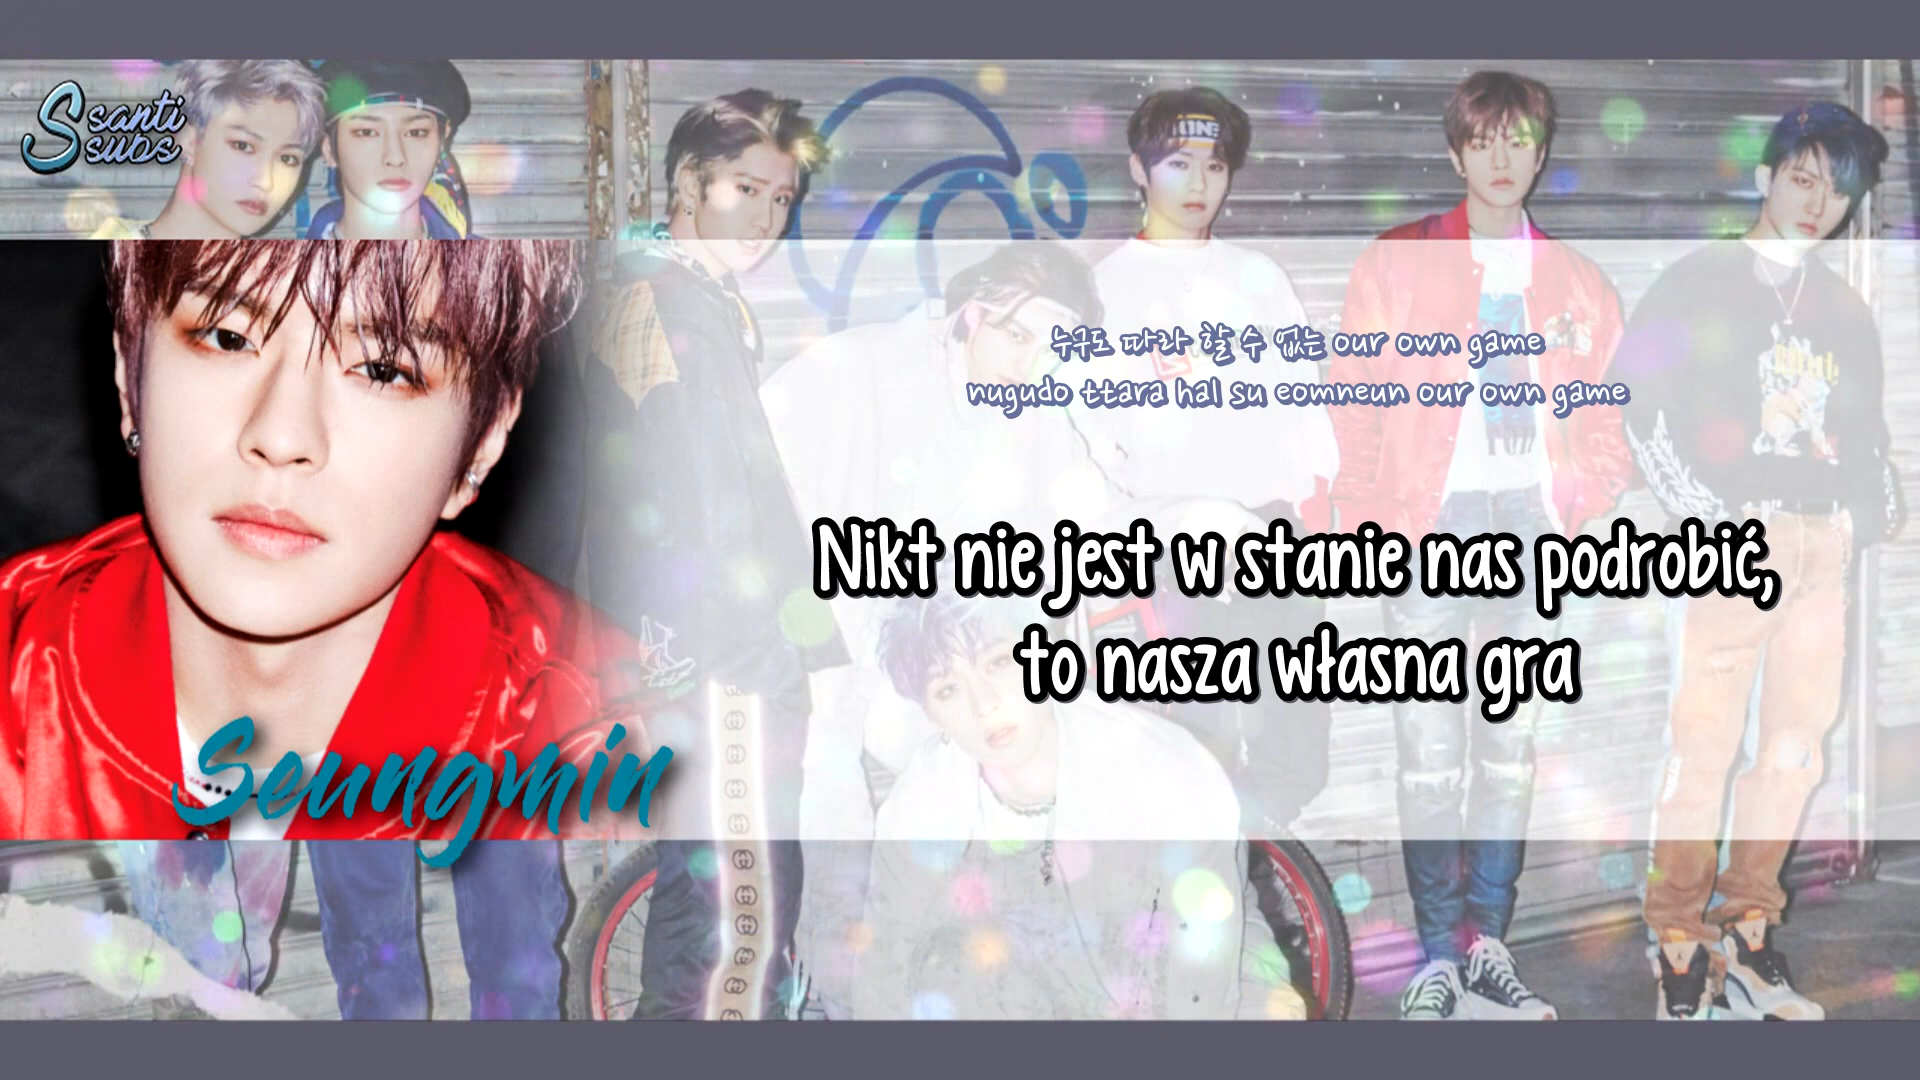 Ssanti
subs
누구도 따라 할 수 없는 our own game
nugudo ttara hal su eomneun our own game
Nikt nie jest w stanie nas podrobić,
to nasza własna gra
Seungmin